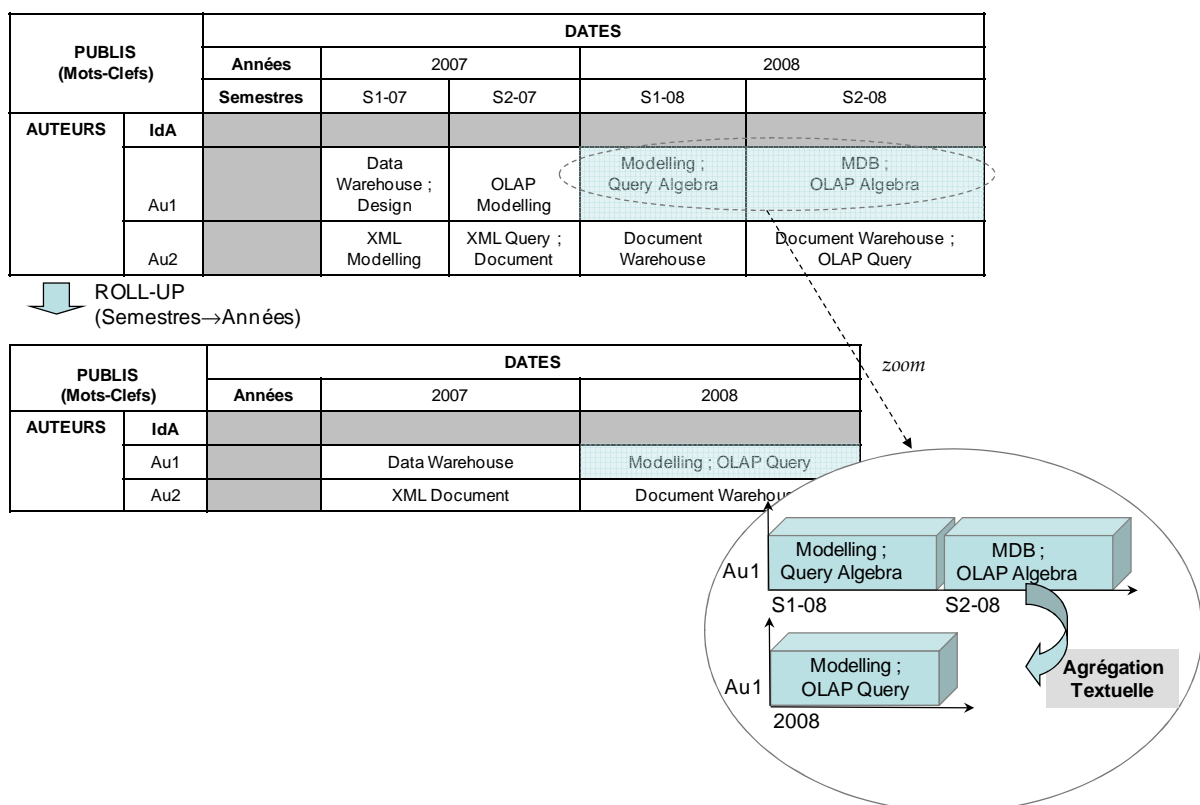 PUBLIS
(Mots-Clefs)
DATES
Années
2007
2008
Semestres
S1-07
S2-07
S1-08
S2-08
AUTEURS
IdA
Au1
Data
Warehouse ;
Design
OLAP
Modelling
Modelling ;
Query Algebra
MDB ;
OLAP Algebra
Au2
XML
Modelling
XML Query ;
Document
Document
Warehouse
Document Warehouse ;
OLAP Query
ROLL-UP
(Semestres→Années)
PUBLIS
(Mots-Clefs)
DATES
Années
2007
2008
AUTEURS
IdA
Au1
Data Warehouse
Modelling ; OLAP Query
Au2
XML Document
Document Warehous
zoom
Au1
Modelling ;
Query Algebra
MDB ;
OLAP Algebra
S1-08
S2-08
Au1
Modelling ;
OLAP Query
2008
Agrégation
Textuelle